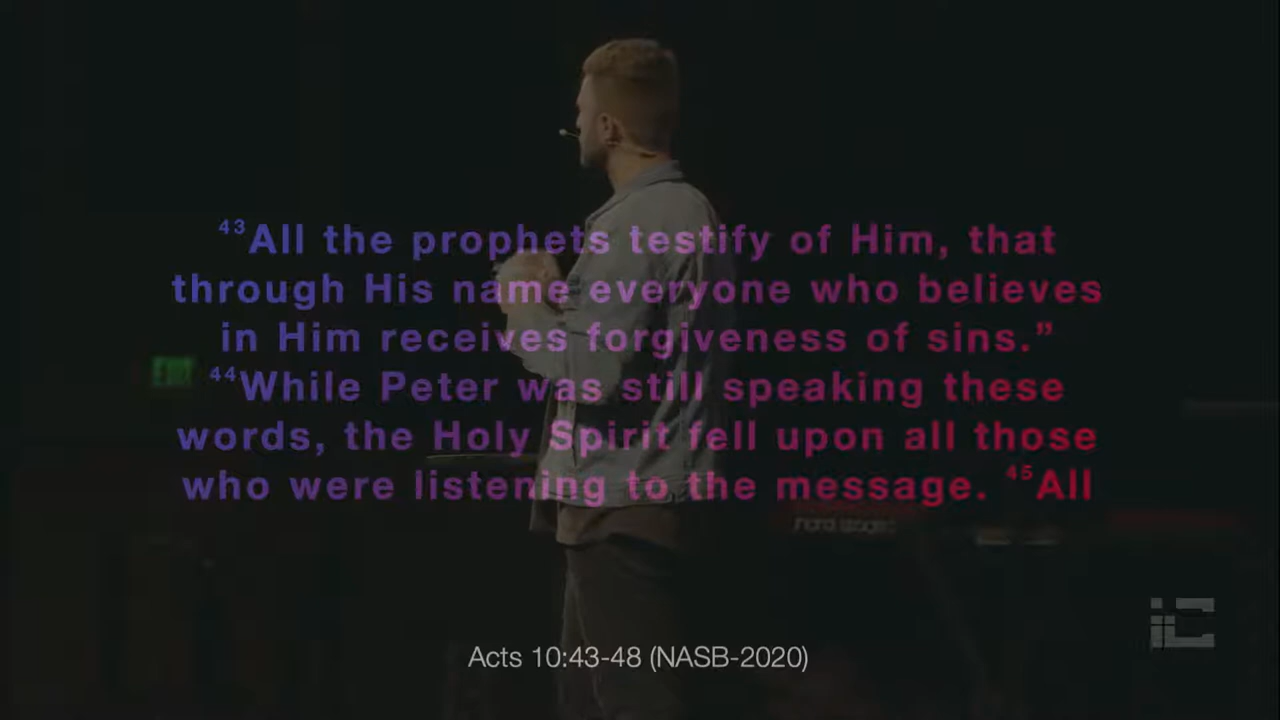 ⁴³All the prophets testify of Him, that
through His name everyone who believes
in Him receives forgiveness of sins.”
EXIT
⁴⁴While Peter was still speaking these
words, the Holy Spirit fell upon all those
who were listening to the message. ⁴⁵All
nord
Acts 10:43-48 (NASB-2020)